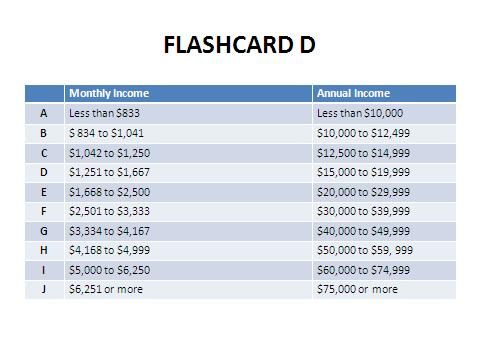 FLASHCARD D
Monthly Income Annual Income
A Less than $833 Less than $10,000
B $ 834 to $1,041 $10,000 to $12,499
C $1,042 to $1,250 $12,500 to $14,999
D $1,251 to $1,667 $15,000 to $19,999
E $1,668 to $2,500 $20,000 to $29,999
F $2,501 to $3,333 $30,000 to $39,999
G $3,334 to $4,167 $40,000 to $49,999
H $4,168 to $4,999 $50,000 to $59, 999
I $5,000 to $6,250 $60,000 to $74,999
J $6,251 or more $75,000 or more